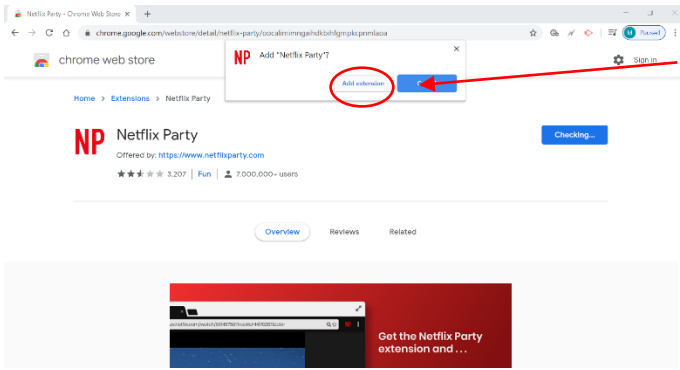 Netflix Party - Chrome Web Store
chrome.google.com/webstore/detail/netflix-party/
Paused
chrome web store
NP
Add "Netflix Party"?
Add extension
Sign in
Home > Extensions > Netflix Party
NP
Netflix Party
Offered by: https://www.netflixparty.com
3,207 | Fun | 7,000,000+ users
Checking...
Overview
Reviews
Related
NP
Get the Netflix Party
extension and . . .